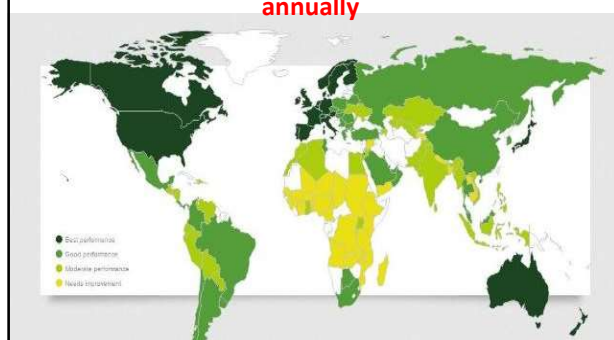 annually
Best performance
Good performance
Moderate performance
Needs improvement